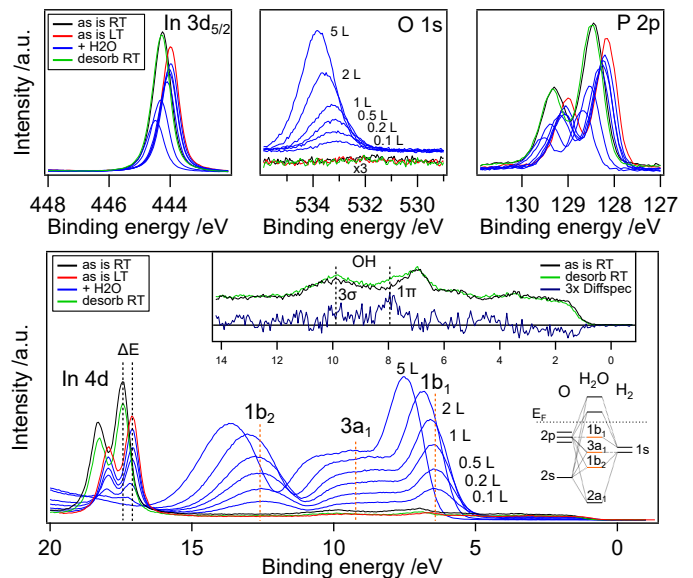 In 3d5/2
as is RT
as is LT
+ H2O
desorb RT
Intensity /a.u.
448 446 444
Binding energy /eV
O 1s
5 L
2 L
1 L
0.5 L
0.2 L
0.1 L
x3
534 532 530
Binding energy /eV
P 2p
Intensity /a.u.
130 129 128 127
Binding energy /eV
as is RT
as is LT
+ H2O
desorb RT
OH
3σ
1π
as is RT
desorb RT
3x Diffspec
14 12 10 8 6 4 2 0
Intensity /a.u.
In 4d
ΔE
1b2
3a1
1b1
5 L
2 L
1 L
0.5 L
0.2 L
0.1 L
O H2O H2
EF
2p
1b1
3a1
1b2
1s
2s
2a1
20 15 10 5 0
Binding energy /eV